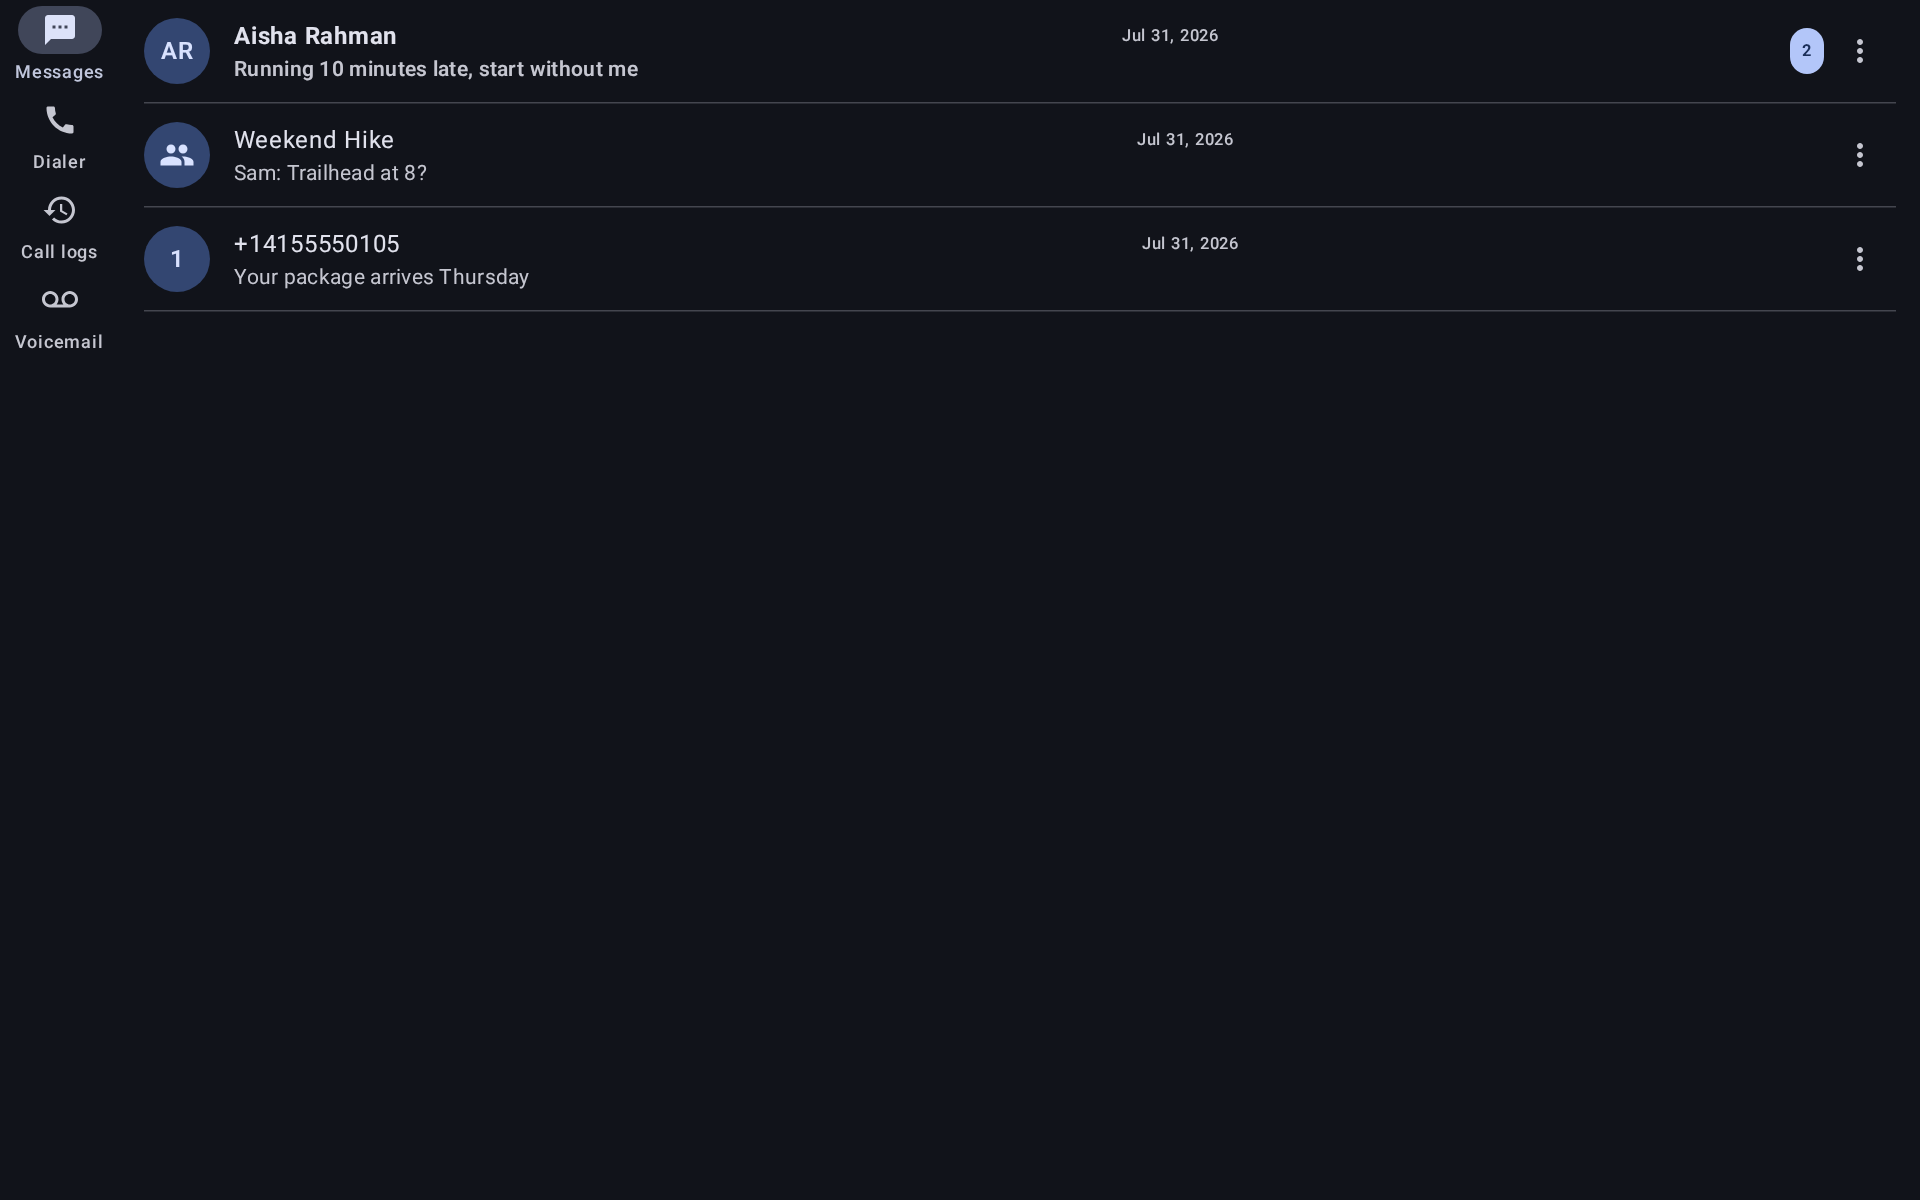 Messages
Dialer
Call logs
Voicemail
AR
Aisha Rahman
Jul 31, 2026
Running 10 minutes late, start without me
2
Weekend Hike
Jul 31, 2026
Sam: Trailhead at 8?
1
+14155550105
Jul 31, 2026
Your package arrives Thursday